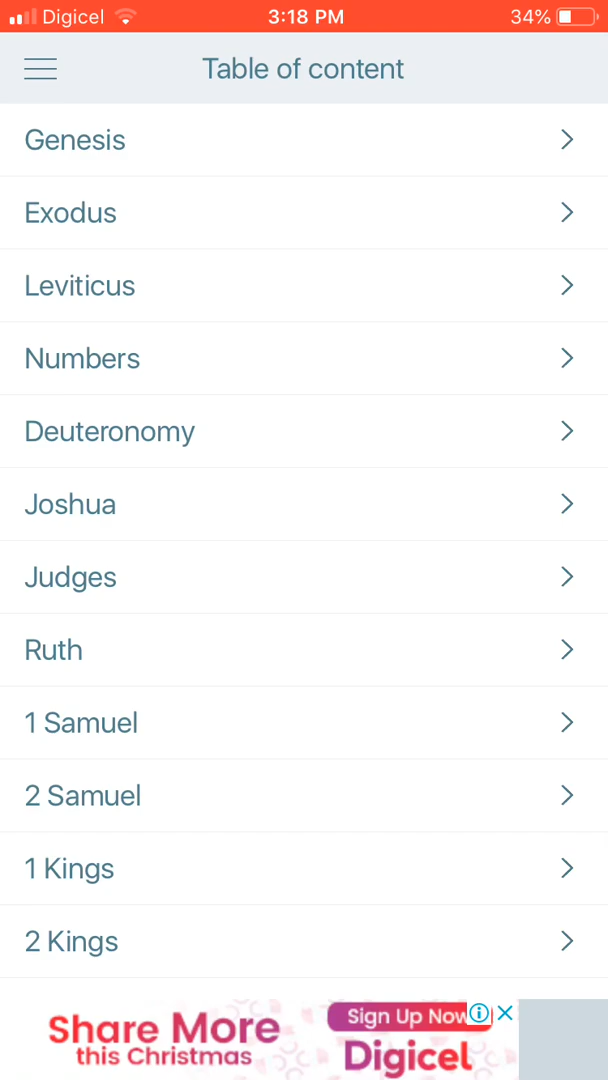 Digicel 3:18 PM 34%
Table of content
Genesis
Exodus
Leviticus
Numbers
Deuteronomy
Joshua
Judges
Ruth
1 Samuel
2 Samuel
1 Kings
2 Kings
Share More
this Christmas
Sign Up Now
Digicel